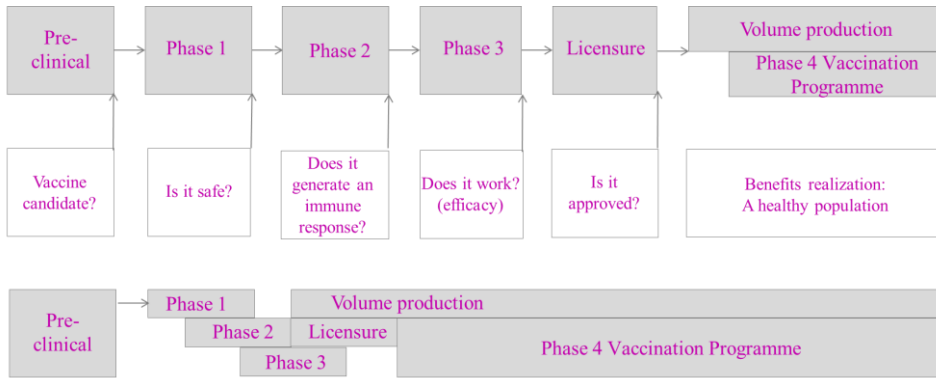 Pre-
clinical
Phase 1
Phase 2
Phase 3
Licensure
Volume production
Phase 4 Vaccination
Programme
Vaccine
candidate?
Is it safe?
Does it
generate an
immune
response?
Does it work?
(efficacy)
Is it
approved?
Benefits realization:
A healthy population
Pre-
clinical
Phase 1
Volume production
Phase 2
Licensure
Phase 3
Phase 4 Vaccination Programme